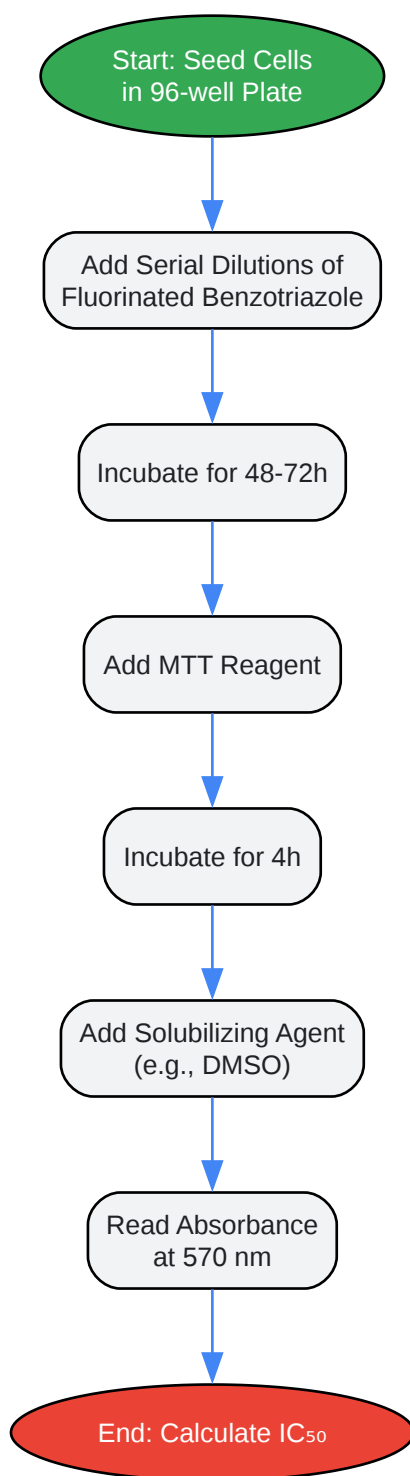 Start: Seed Cells
in 96-well Plate
Add Serial Dilutions of
Fluorinated Benzotriazole
Incubate for 48-72h
Add MTT Reagent
Incubate for 4h
Add Solubilizing Agent
(e.g., DMSO)
Read Absorbance
at 570 nm
End: Calculate IC₅₀